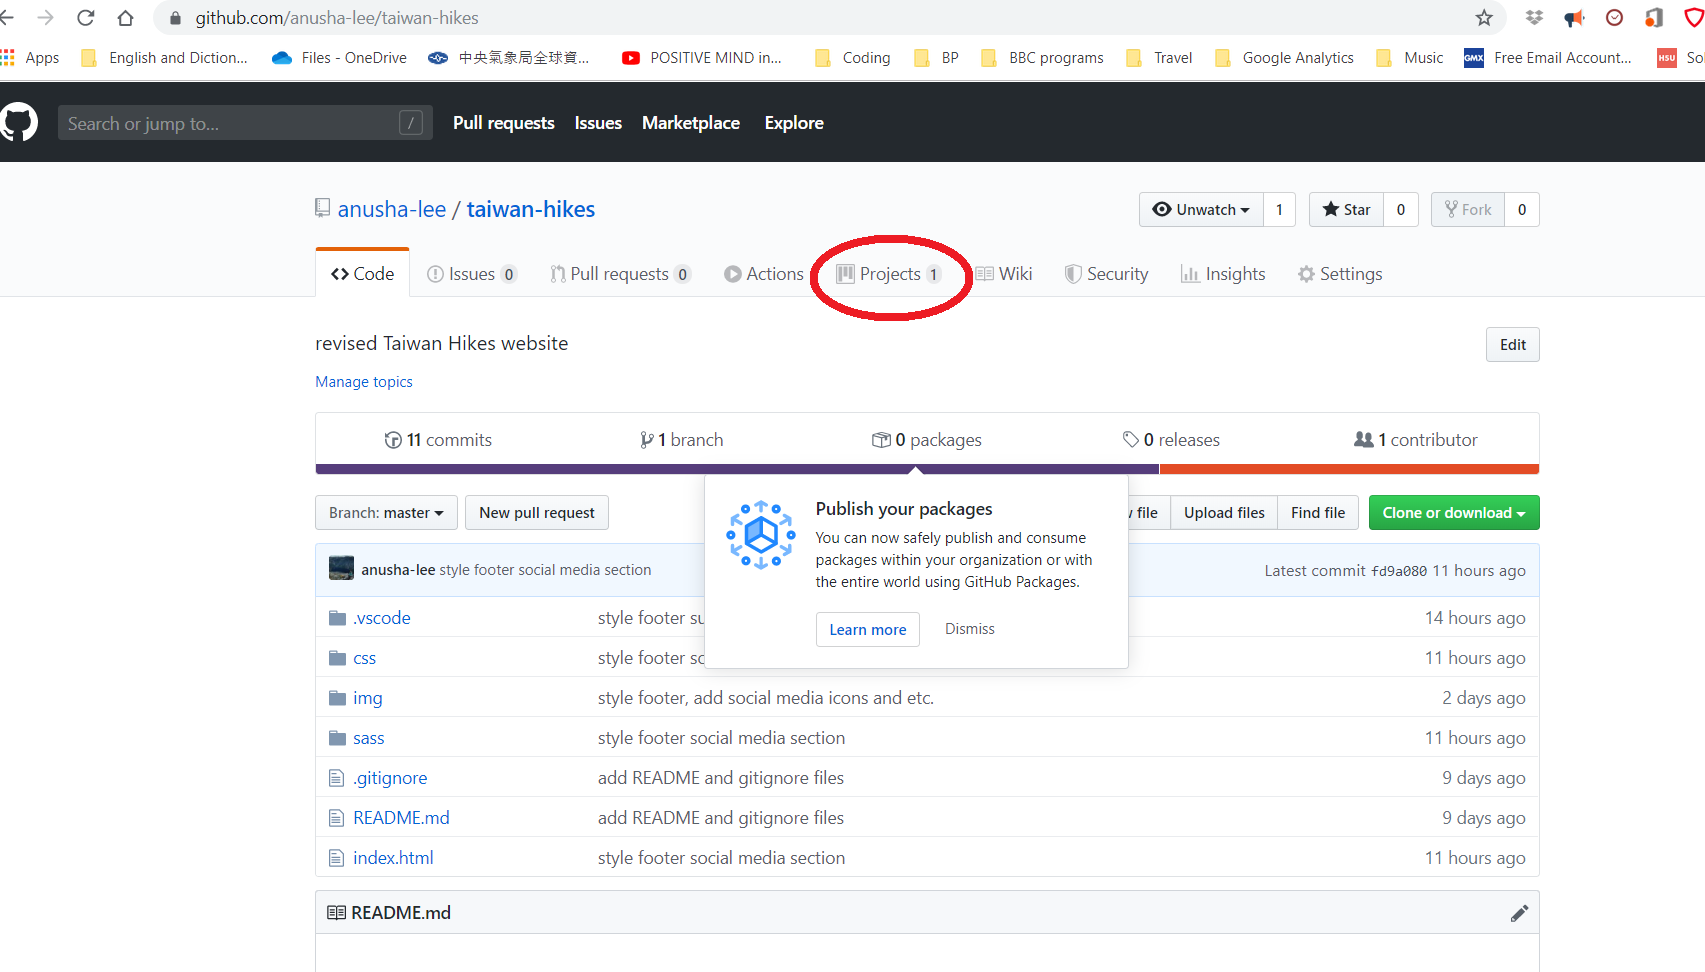 github.com/anusha-lee/taiwan-hikes
Apps English and Diction... Files - OneDrive 中央氣象局全球資... POSITIVE MIND in... Coding BP BBC programs Travel Google Analytics Music GMX Free Email Account... HSU So
Search or jump to... / Pull requests Issues Marketplace Explore
anusha-lee / taiwan-hikes Unwatch 1 Star 0 Fork 0
Code Issues 0 Pull requests 0 Actions Projects 1 Wiki Security Insights Settings
revised Taiwan Hikes website Edit
Manage topics
11 commits 1 branch 0 packages 0 releases 1 contributor
Branch: master New pull request file Upload files Find file Clone or download
Publish your packages
You can now safely publish and consume
packages within your organization or with
the entire world using GitHub Packages.
Learn more Dismiss
anusha-lee style footer social media section Latest commit fd9a080 11 hours ago
.vscode style footer su 14 hours ago
css style footer sc 11 hours ago
img style footer, add social media icons and etc. 2 days ago
sass style footer social media section 11 hours ago
.gitignore add README and gitignore files 9 days ago
README.md add README and gitignore files 9 days ago
index.html style footer social media section 11 hours ago
README.md